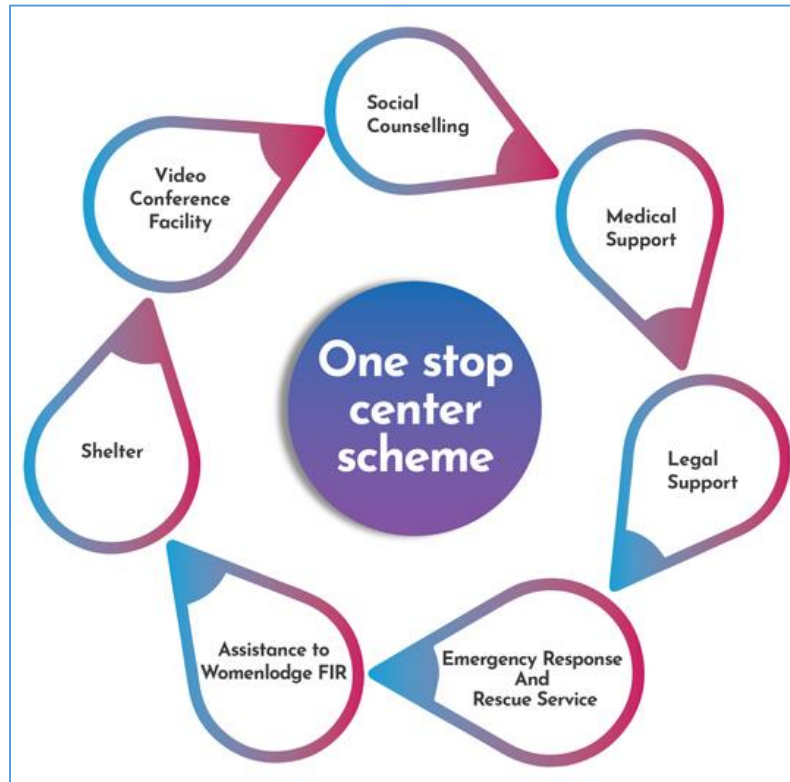 Social
Counselling
Medical
Support
Legal
Support
Emergency Response
And
Rescue Service
Assistance to
Womenlodge FIR
Shelter
Video
Conference
Facility
One stop
center
scheme